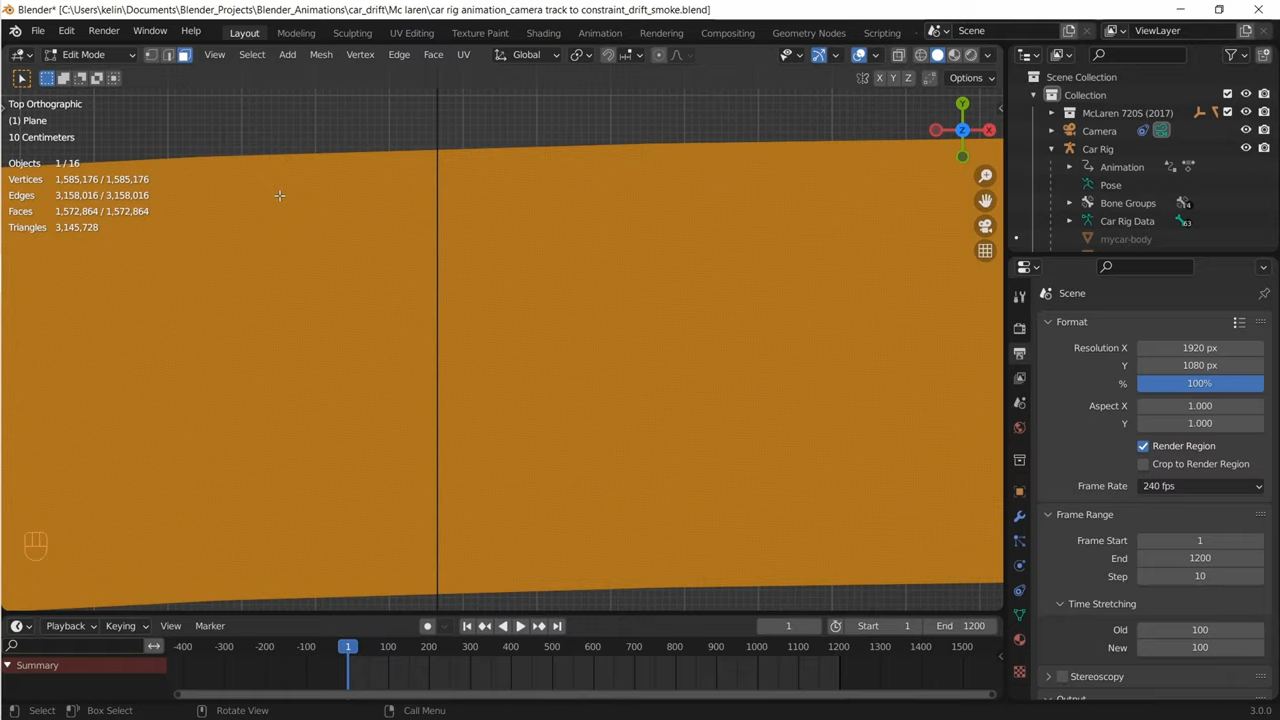 Blender* [C:\Users\kelin\Documents\Blender_Projects\Blender_Animations\car_drift\Mc laren\car rig animation_camera track to constraint_drift_smoke.blend]
File Edit Render Window Help Layout Modeling Sculpting UV Editing Texture Paint Shading Animation Rendering Compositing Geometry Nodes Scripting Scene ViewLayer
Edit Mode View Select Add Mesh Vertex Edge Face UV Global
X Y Z Options
Scene Collection
Collection
McLaren 720S (2017)
Camera
Car Rig
Animation
Pose
Bone Groups 14
Car Rig Data 63
mycar-body
Top Orthographic
(1) Plane
10 Centimeters
Objects 1 / 16
Vertices 1,585,176 / 1,585,176
Edges 3,158,016 / 3,158,016
Faces 1,572,864 / 1,572,864
Triangles 3,145,728
Y
Z X
Scene
Format
Resolution X 1920 px
Y 1080 px
% 100%
Aspect X 1.000
Y 1.000
Render Region
Crop to Render Region
Frame Rate 240 fps
Frame Range
Frame Start 1
End 1200
Step 10
Time Stretching
Old 100
New 100
Stereoscopy
Output
Playback Keying View Marker 1 Start 1 End 1200
-400 -300 -200 -100 1 100 200 300 400 500 600 700 800 900 1000 1100 1200 1300 1400 1500
Summary
Select Box Select Rotate View Call Menu 3.0.0